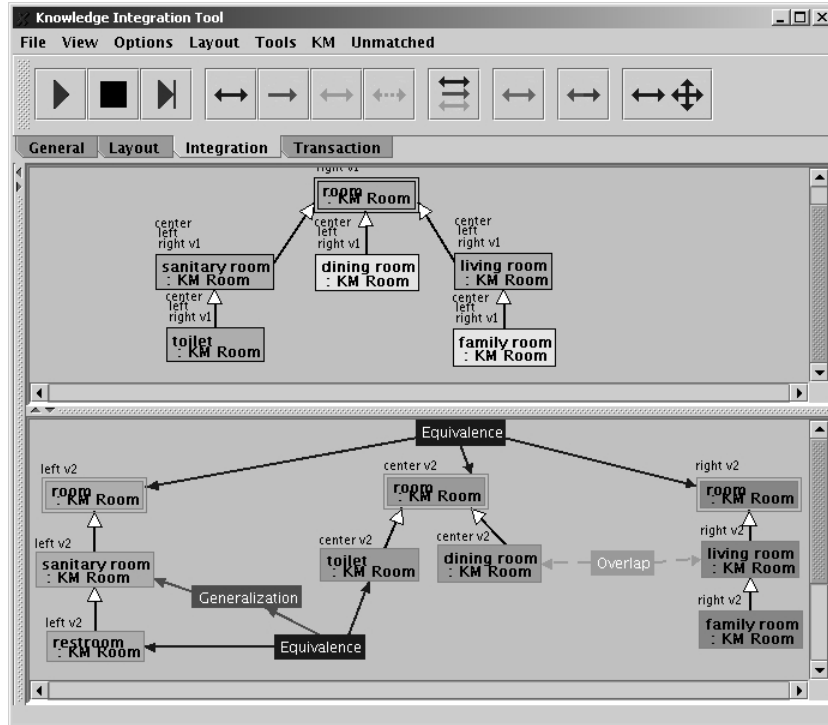 Knowledge Integration Tool
File View Options Layout Tools KM Unmatched
General Layout Integration Transaction
right v1
room
: KM Room
center
left
right v1
center
left
right v1
sanitary room
: KM Room
dining room
: KM Room
living room
: KM Room
center
left
right v1
center
left
right v1
toilet
: KM Room
family room
: KM Room
Equivalence
left v2
center v2
right v2
room
: KM Room
room
: KM Room
room
: KM Room
left v2
center v2
center v2
right v2
sanitary room
: KM Room
toilet
: KM Room
dining room
: KM Room
Overlap
living room
: KM Room
Generalization
left v2
right v2
restroom
: KM Room
Equivalence
family room
: KM Room